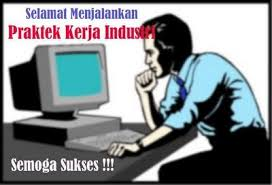 Selamat Menjalankan
Praktek Kerja Industri
Semoga Sukses !!!